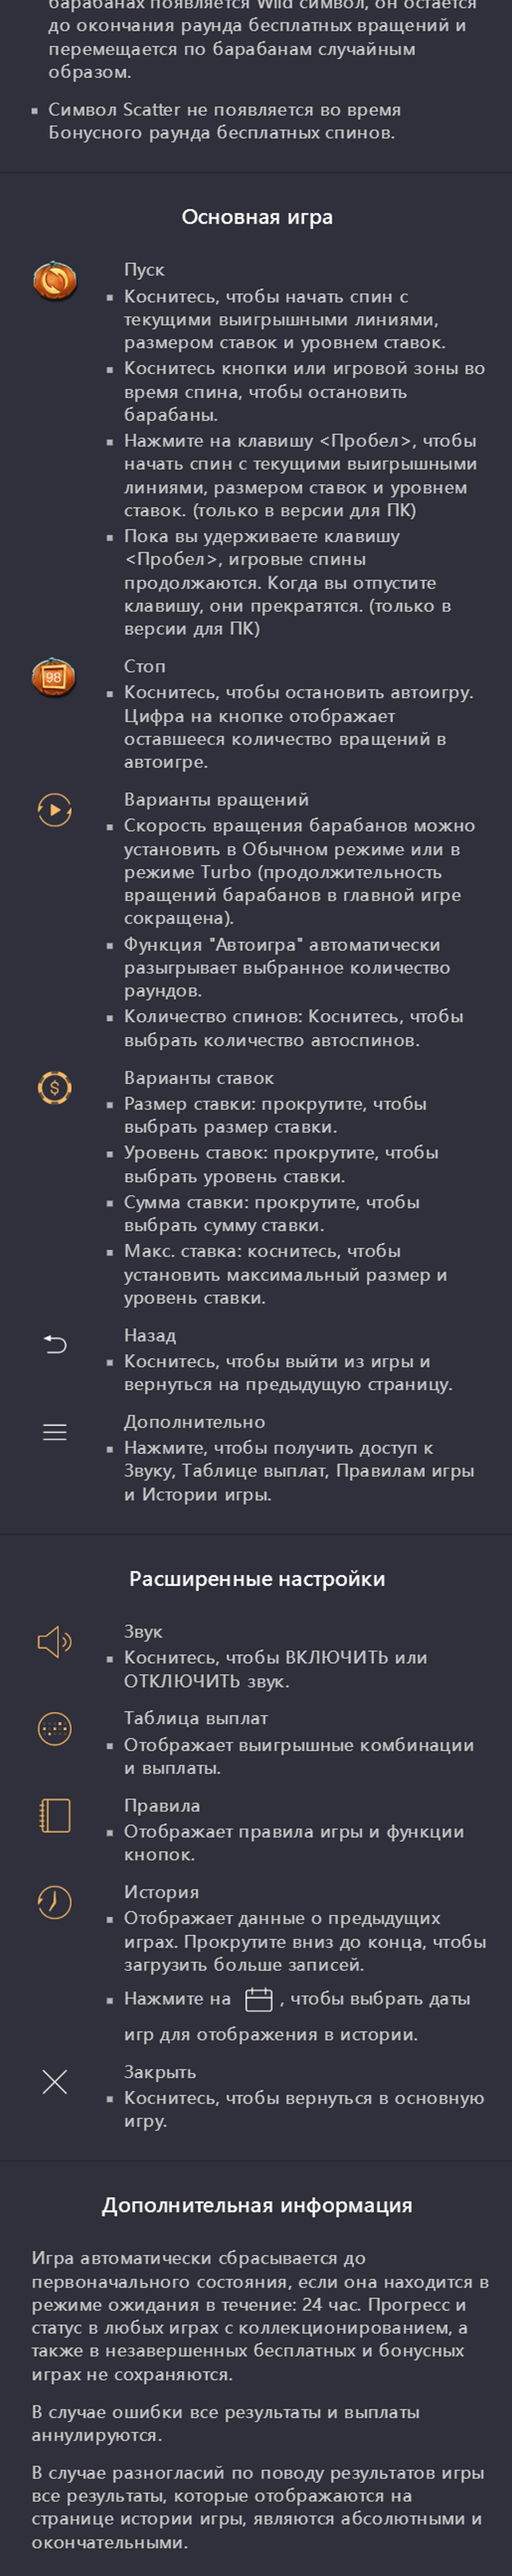 барабанах появляется Wild символ, он остается
до окончания раунда бесплатных вращений и
перемещается по барабанам случайным
образом.
Символ Scatter не появляется во время
Бонусного раунда бесплатных спинов.
Основная игра
Пуск
Коснитесь, чтобы начать спин с
текущими выигрышными линиями,
размером ставок и уровнем ставок.
Коснитесь кнопки или игровой зоны во
время спина, чтобы остановить
барабаны.
Нажмите на клавишу <Пробел>, чтобы
начать спин с текущими выигрышными
линиями, размером ставок и уровнем
ставок. (только в версии для ПК)
Пока вы удерживаете клавишу
<Пробел>, игровые спины
продолжаются. Когда вы отпустите
клавишу, они прекратятся. (только в
версии для ПК)
98
Стоп
Коснитесь, чтобы остановить автоигру.
Цифра на кнопке отображает
оставшееся количество вращений в
автоигре.
Варианты вращений
Скорость вращения барабанов можно
установить в Обычном режиме или в
режиме Turbo (продолжительность
вращений барабанов в главной игре
сокращена).
Функция "Автоигра" автоматически
разыгрывает выбранное количество
раундов.
Количество спинов: Коснитесь, чтобы
выбрать количество автоспинов.
$
Варианты ставок
Размер ставки: прокрутите, чтобы
выбрать размер ставки.
Уровень ставок: прокрутите, чтобы
выбрать уровень ставки.
Сумма ставки: прокрутите, чтобы
выбрать сумму ставки.
Макс. ставка: коснитесь, чтобы
установить максимальный размер и
уровень ставки.
Назад
Коснитесь, чтобы выйти из игры и
вернуться на предыдущую страницу.
Дополнительно
Нажмите, чтобы получить доступ к
Звуку, Таблице выплат, Правилам игры
и Истории игры.
Расширенные настройки
Звук
Коснитесь, чтобы ВКЛЮЧИТЬ или
ОТКЛЮЧИТЬ звук.
Таблица выплат
Отображает выигрышные комбинации
и выплаты.
Правила
Отображает правила игры и функции
кнопок.
История
Отображает данные о предыдущих
играх. Прокрутите вниз до конца, чтобы
загрузить больше записей.
Нажмите на , чтобы выбрать даты
игр для отображения в истории.
Закрыть
Коснитесь, чтобы вернуться в основную
игру.
Дополнительная информация
Игра автоматически сбрасывается до
первоначального состояния, если она находится в
режиме ожидания в течение: 24 час. Прогресс и
статус в любых играх с коллекционированием, а
также в незавершенных бесплатных и бонусных
играх не сохраняются.
В случае ошибки все результаты и выплаты
аннулируются.
В случае разногласий по поводу результатов игры
все результаты, которые отображаются на
странице истории игры, являются абсолютными и
окончательными.